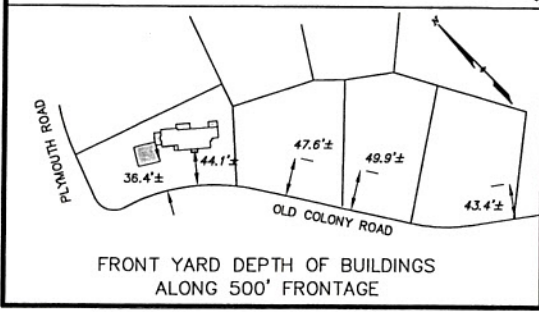 PLYMOUTH ROAD
36.4'±
44.1'±
47.6'±
49.9'±
43.4'±
OLD COLONY ROAD
FRONT YARD DEPTH OF BUILDINGS
ALONG 500' FRONTAGE